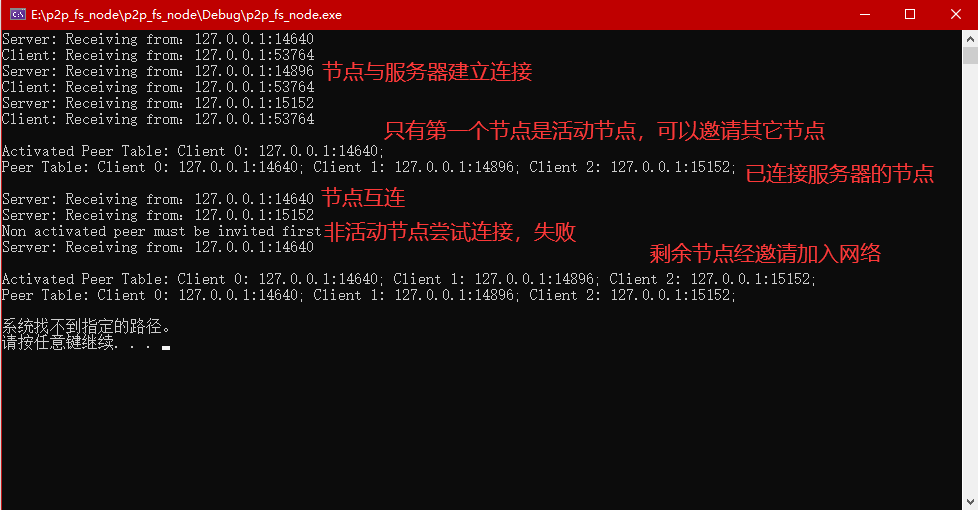 E:\p2p_fs_node\p2p_fs_node\Debug\p2p_fs_node.exe
Server: Receiving from: 127.0.0.1:14640
Client: Receiving from: 127.0.0.1:53764
Server: Receiving from: 127.0.0.1:14896 节点与服务器建立连接
Client: Receiving from: 127.0.0.1:53764
Server: Receiving from: 127.0.0.1:15152
Client: Receiving from: 127.0.0.1:53764
只有第一个节点是活动节点，可以邀请其它节点
Activated Peer Table: Client 0: 127.0.0.1:14640;
Peer Table: Client 0: 127.0.0.1:14640; Client 1: 127.0.0.1:14896; Client 2: 127.0.0.1:15152; 已连接服务器的节点
Server: Receiving from: 127.0.0.1:14640 节点互连
Server: Receiving from: 127.0.0.1:15152
Non activated peer must be invited first 非活动节点尝试连接，失败
Server: Receiving from: 127.0.0.1:14640 剩余节点经邀请加入网络
Activated Peer Table: Client 0: 127.0.0.1:14640; Client 1: 127.0.0.1:14896; Client 2: 127.0.0.1:15152;
Peer Table: Client 0: 127.0.0.1:14640; Client 1: 127.0.0.1:14896; Client 2: 127.0.0.1:15152;
系统找不到指定的路径。
请按任意键继续. . .